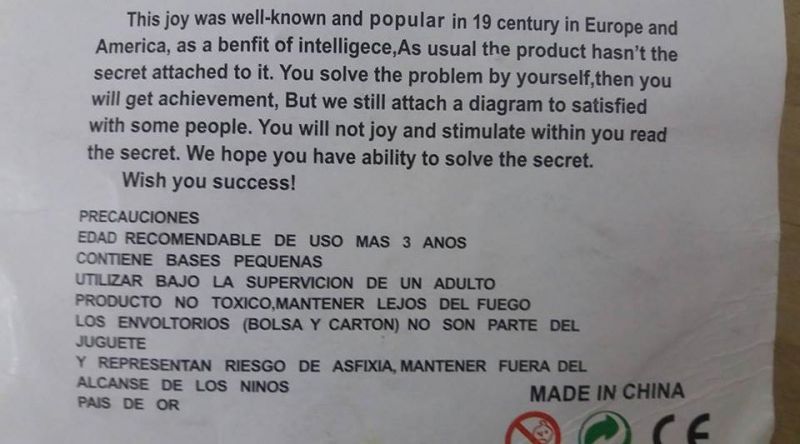 This joy was well-known and popular in 19 century in Europe and
America, as a benfit of intelligece,As usual the product hasn't the
secret attached to it. You solve the problem by yourself,then you
will get achievement, But we still attach a diagram to satisfied
with some people. You will not joy and stimulate within you read
the secret. We hope you have ability to solve the secret.
Wish you success!
PRECAUCIONES
EDAD RECOMENDABLE DE USO MAS 3 ANOS
CONTIENE BASES PEQUENAS
UTILIZAR BAJO LA SUPERVICION DE UN ADULTO
PRODUCTO NO TOXICO,MANTENER LEJOS DEL FUEGO
LOS ENVOLTORIOS (BOLSA Y CARTON) NO SON PARTE DEL
JUGUETE
Y REPRESENTAN RIESGO DE ASFIXIA, MANTENER FUERA DEL
ALCANSE DE LOS NINOS
PAIS DE OR
MADE IN CHINA
CE